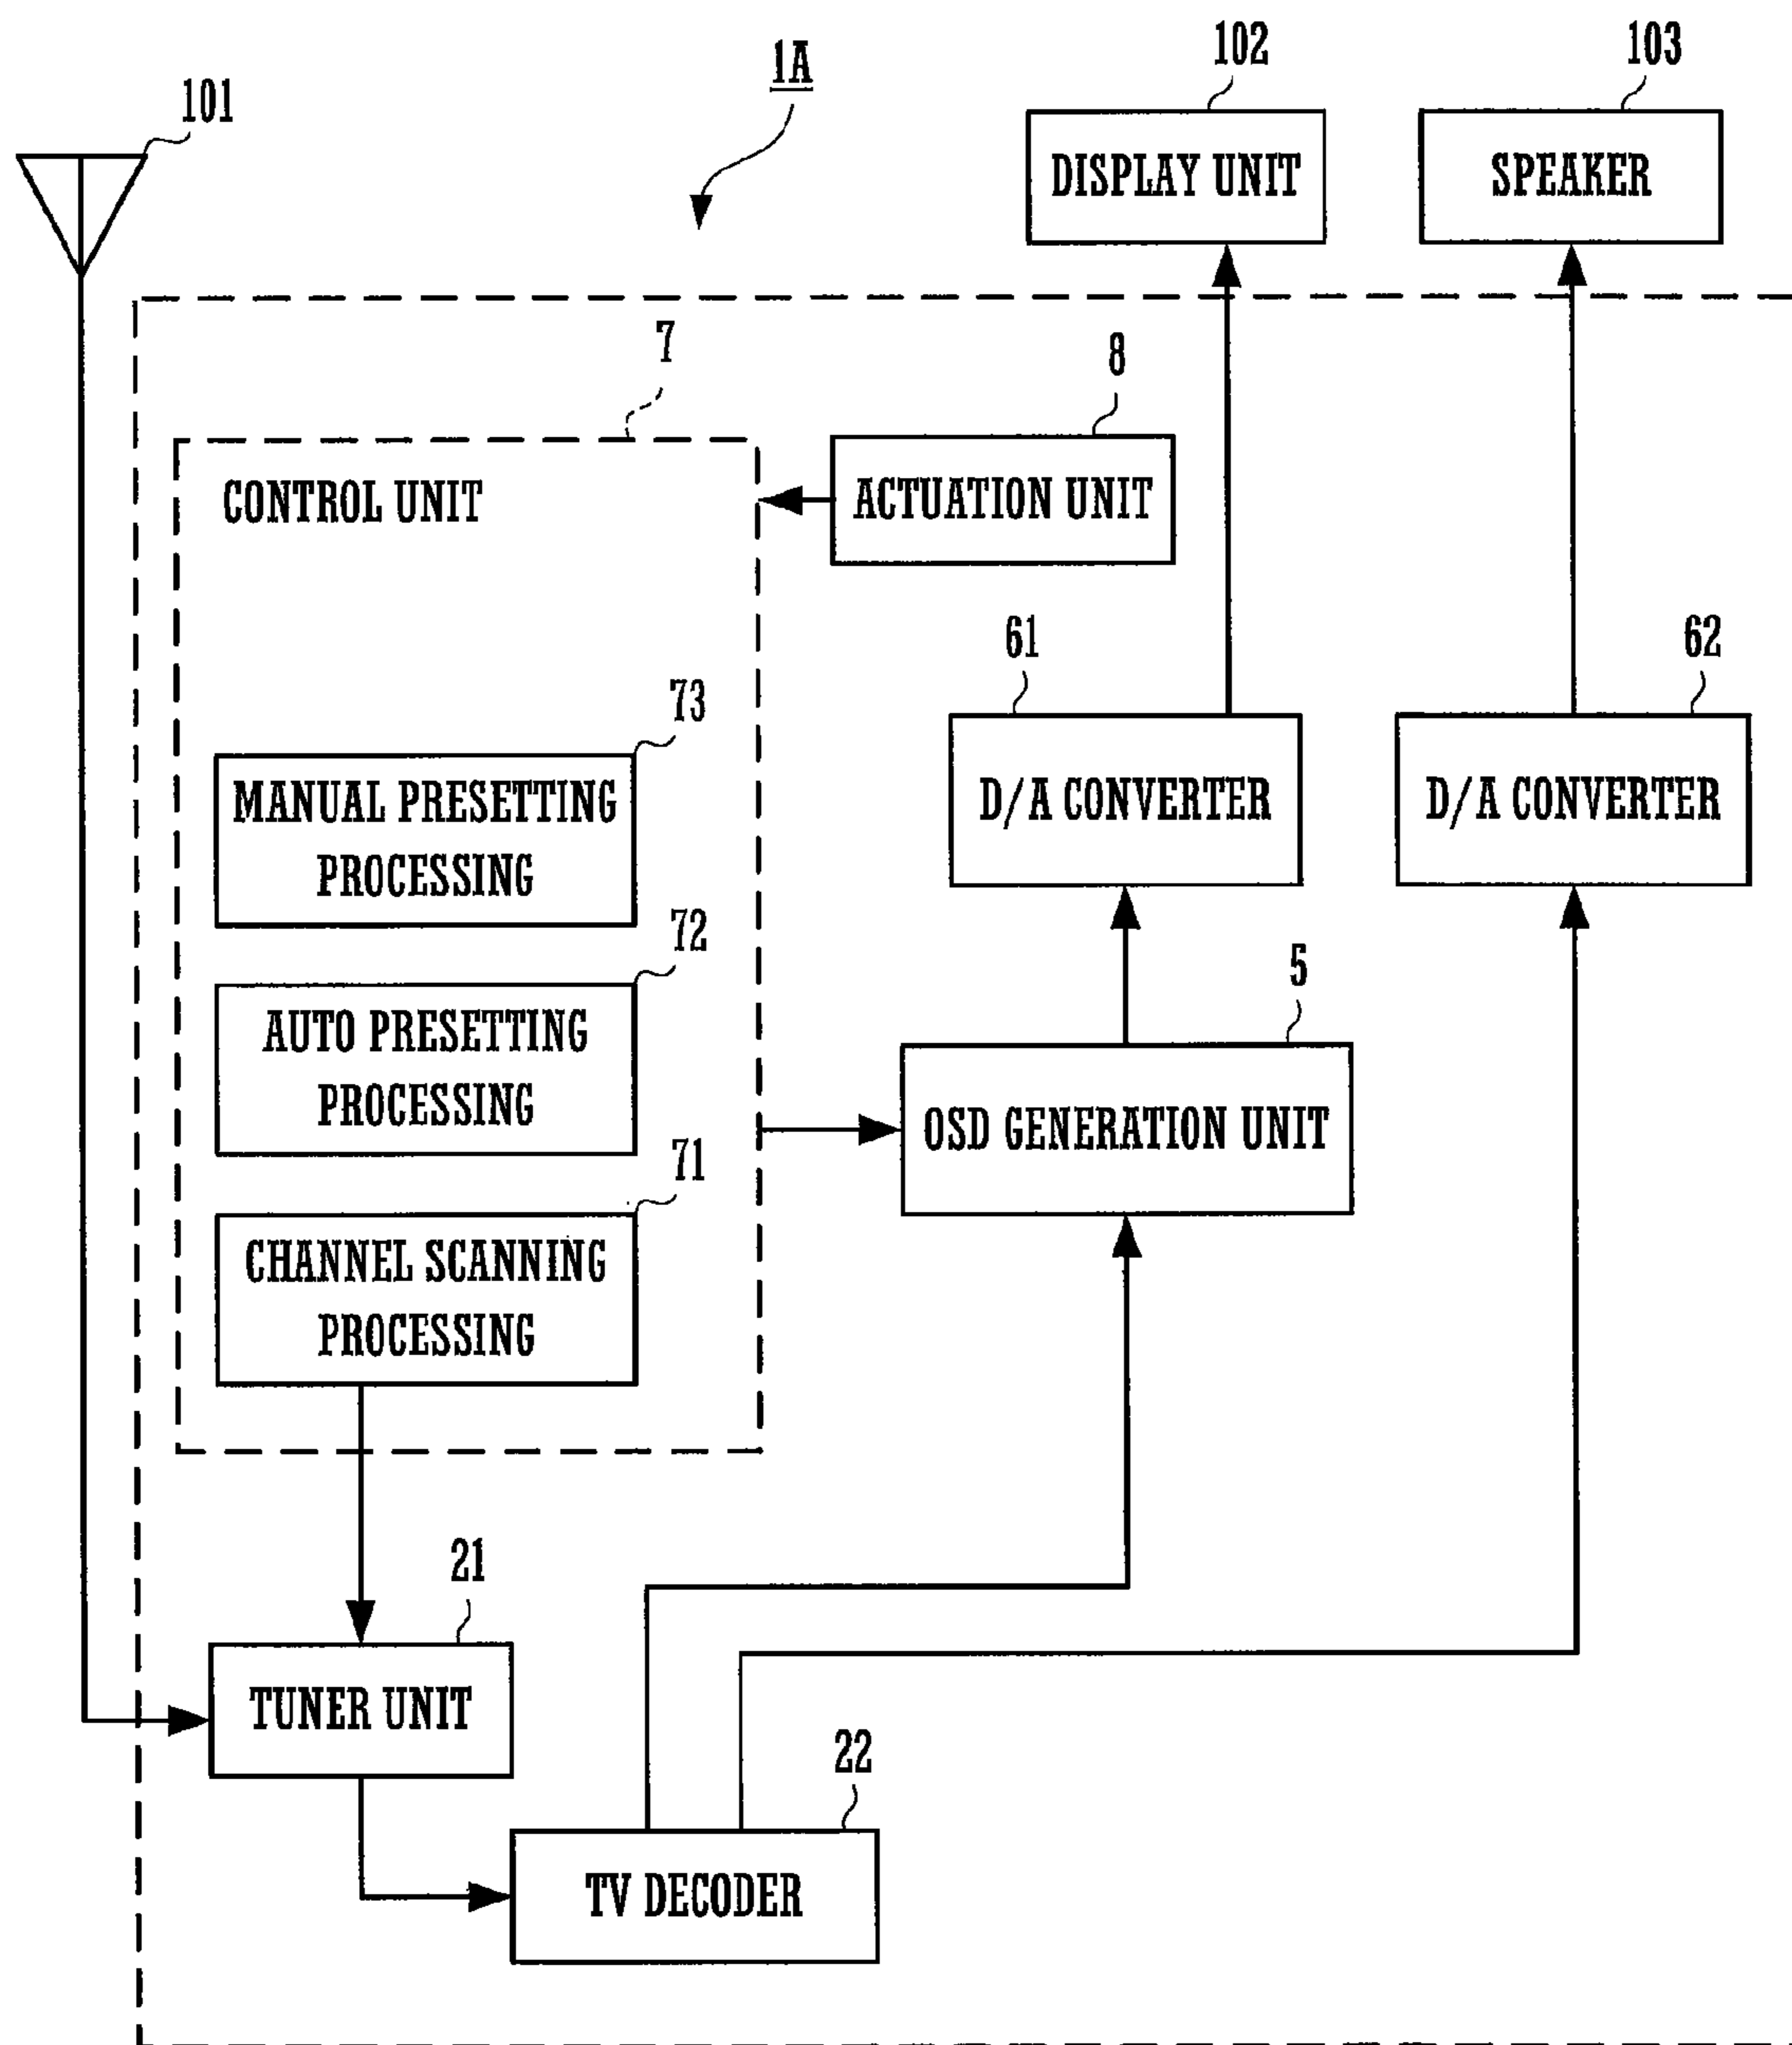 1A
102
103
101
DISPLAY UNIT
SPEAKER
7
8
CONTROL UNIT
ACTUATION UNIT
61
62
73
MANUAL PRESETTING
PROCESSING
D/A CONVERTER
D/A CONVERTER
72
5
AUTO PRESETTING
PROCESSING
OSD GENERATION UNIT
71
CHANNEL SCANNING
PROCESSING
21
TUNER UNIT
22
TV DECODER